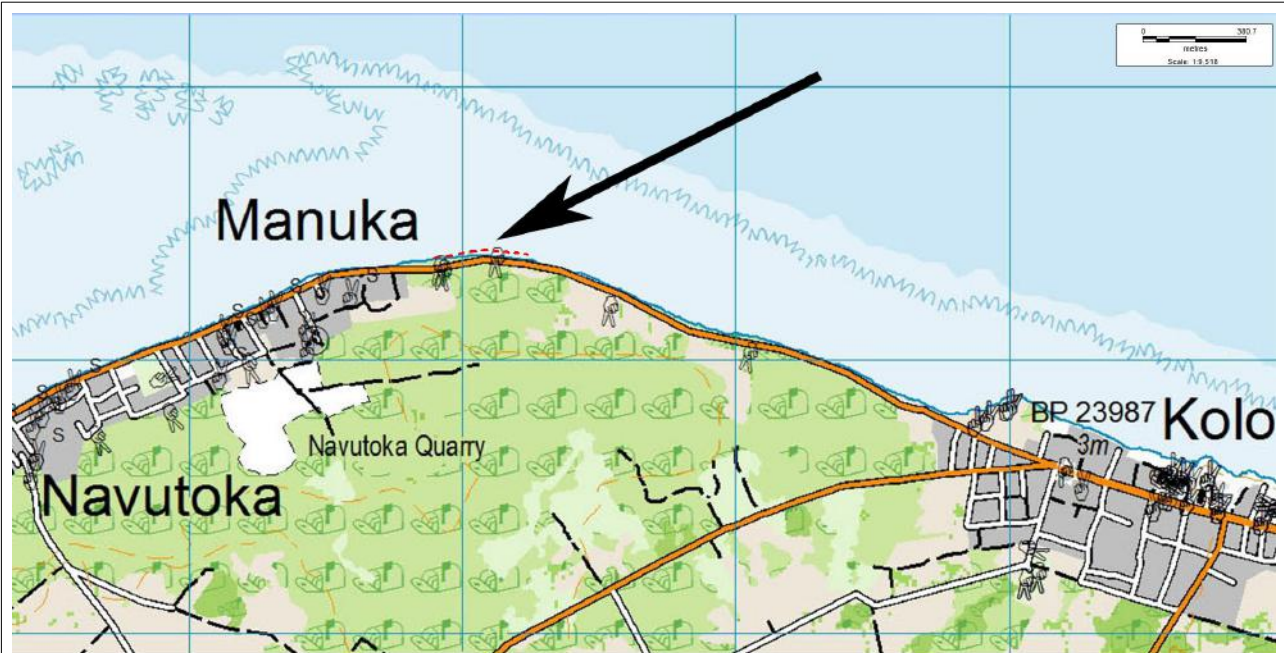 0 380.7
metres
Scale: 1:9,518
Manuka
S
S
S
S
S
BP 23987
3m
Kolo
Navutoka Quarry
Navutoka